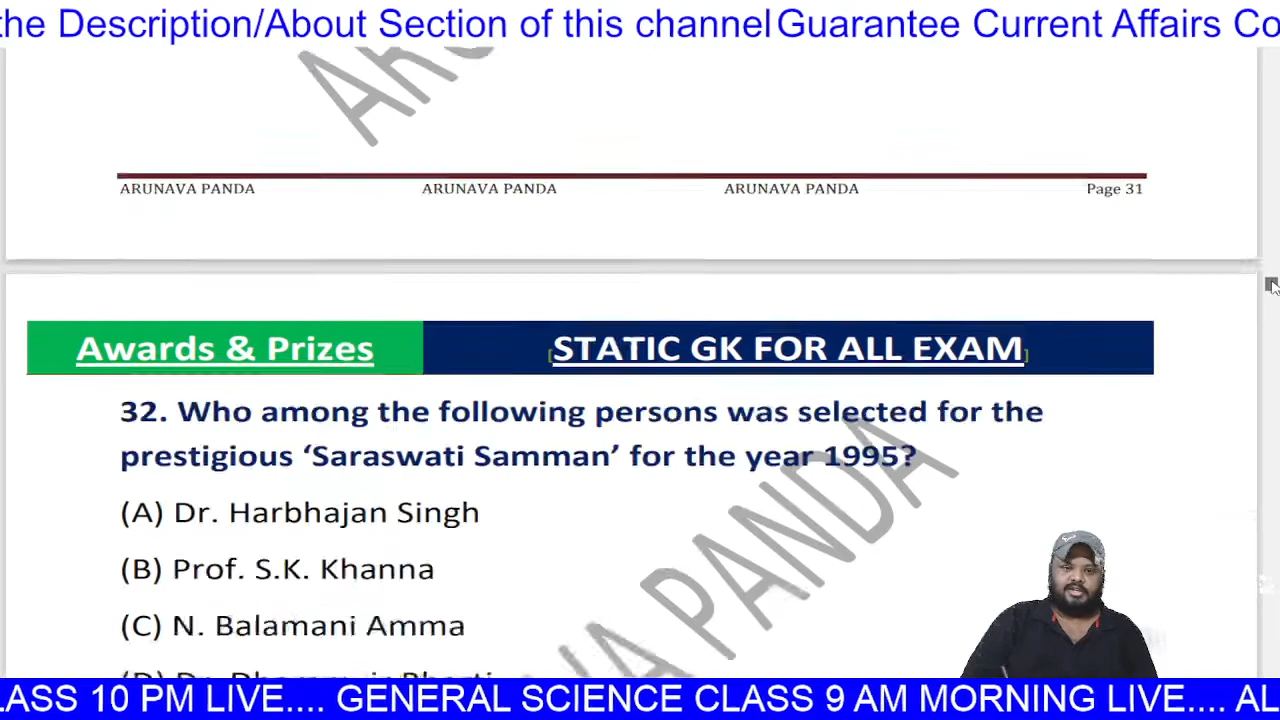 the Description/About Section of this channel Guarantee Current Affairs Co
ARUNAVA PANDA ARUNAVA PANDA ARUNAVA PANDA Page 31
Awards & Prizes [STATIC GK FOR ALL EXAM]
32. Who among the following persons was selected for the
prestigious ‘Saraswati Samman’ for the year 1995?
(A) Dr. Harbhajan Singh
(B) Prof. S.K. Khanna
(C) N. Balamani Amma
PANDA
LASS 10 PM LIVE.... GENERAL SCIENCE CLASS 9 AM MORNING LIVE.... AL